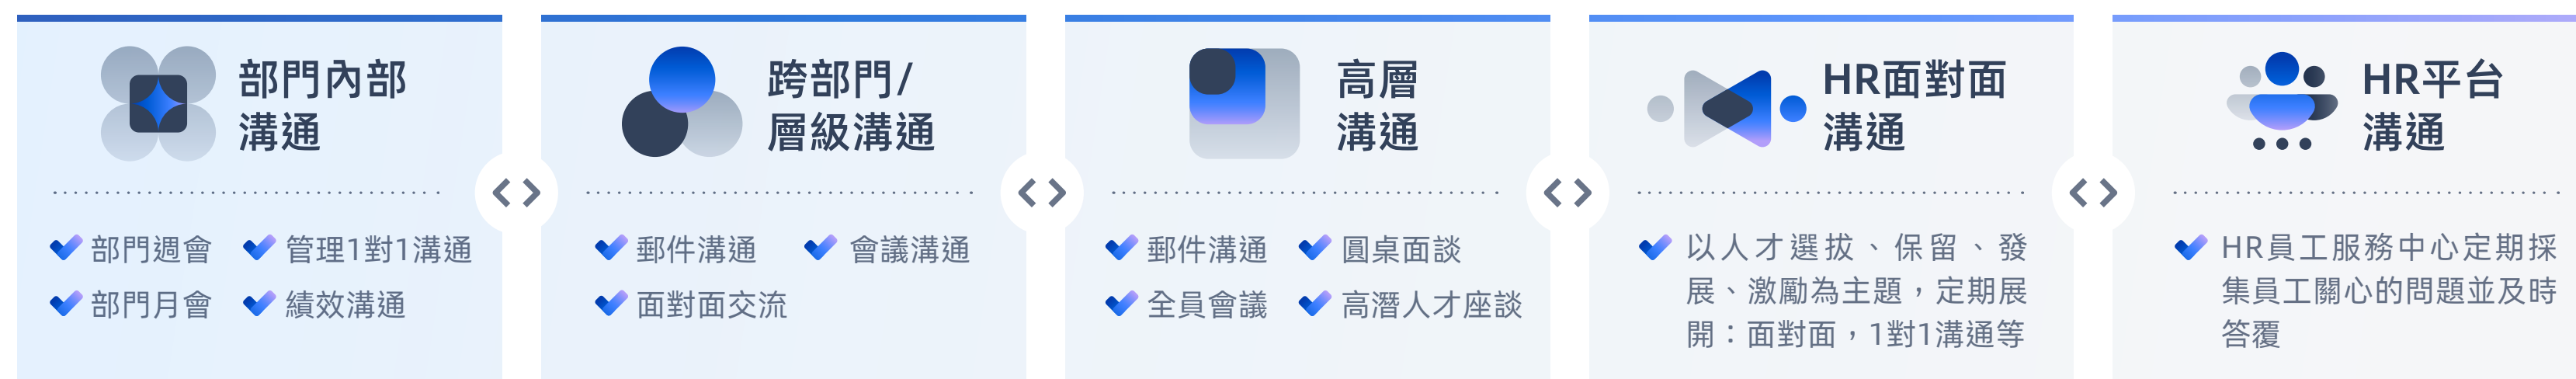 部門內部
溝通
部門週會
管理1對1溝通
部門月會
績效溝通
跨部門/
層級溝通
郵件溝通
會議溝通
面對面交流
高層
溝通
郵件溝通
圓桌面談
全員會議
高潛人才座談
HR面對面
溝通
以人才選拔、保留、發
展、激勵為主題，定期展
開：面對面，1對1溝通等
HR平台
溝通
HR員工服務中心定期採
集員工關心的問題並及時
答覆